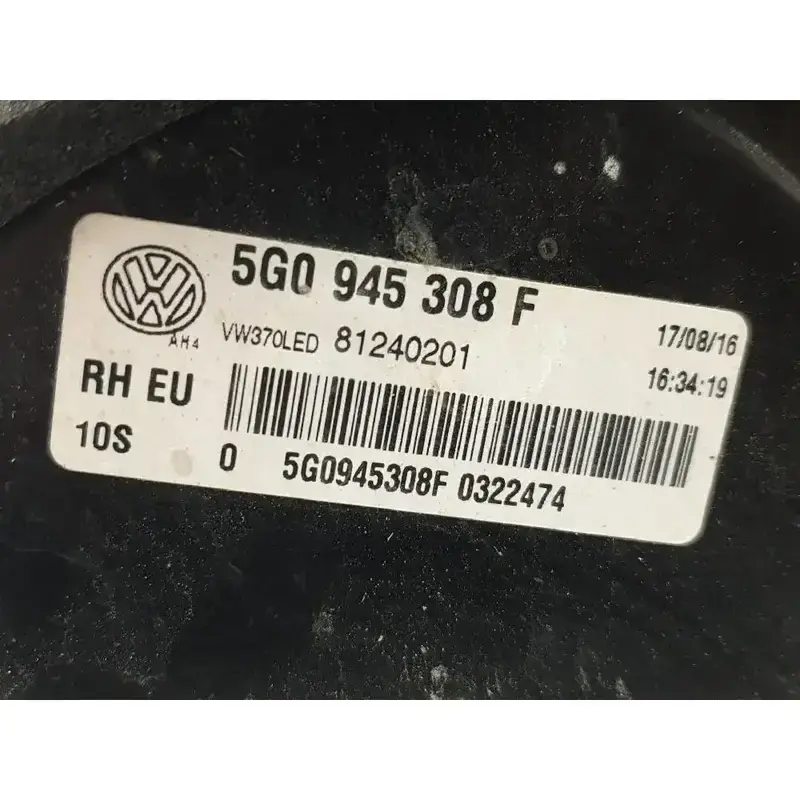 5G0 945 308 F
17/08/16
AH4
VW370LED 81240201
16:34:19
RH EU
10S
0 5G0945308F 0322474